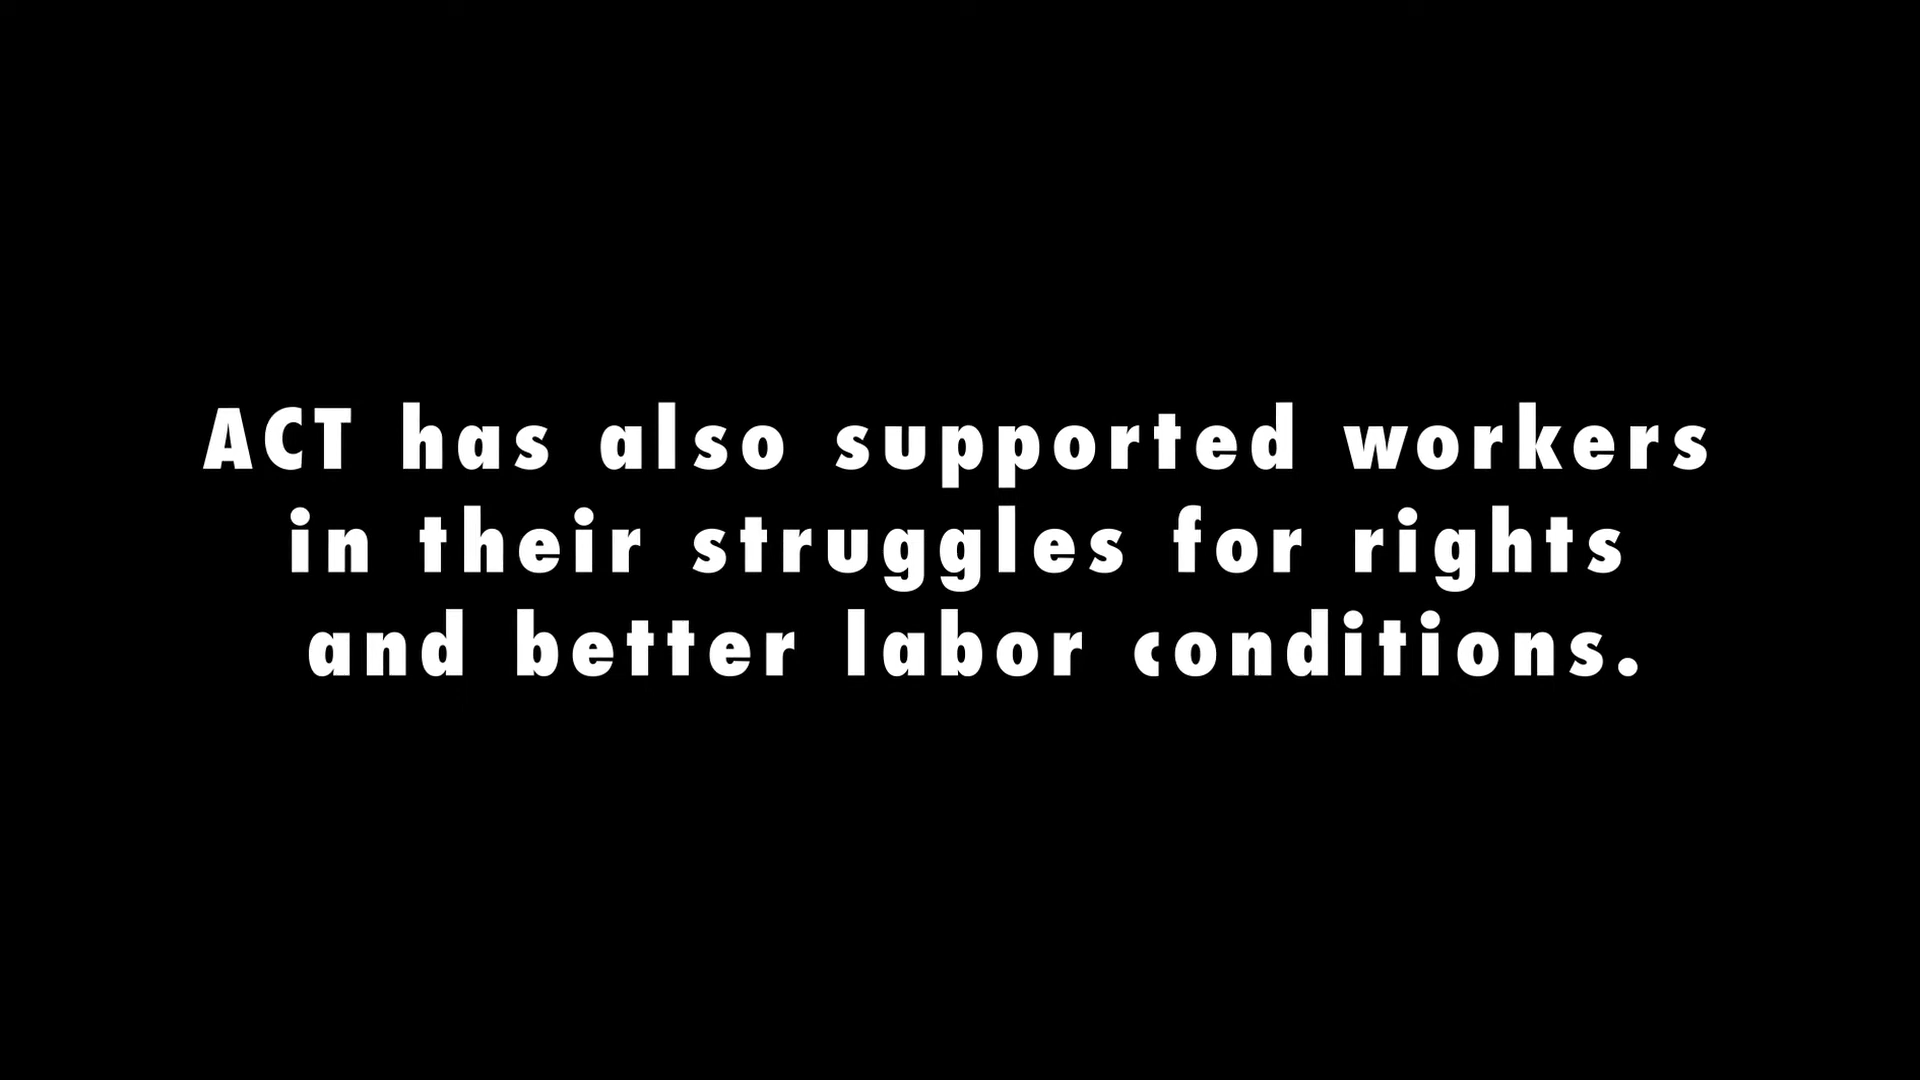 ACT has also supported workers
in their struggles for rights
and better labor conditions.